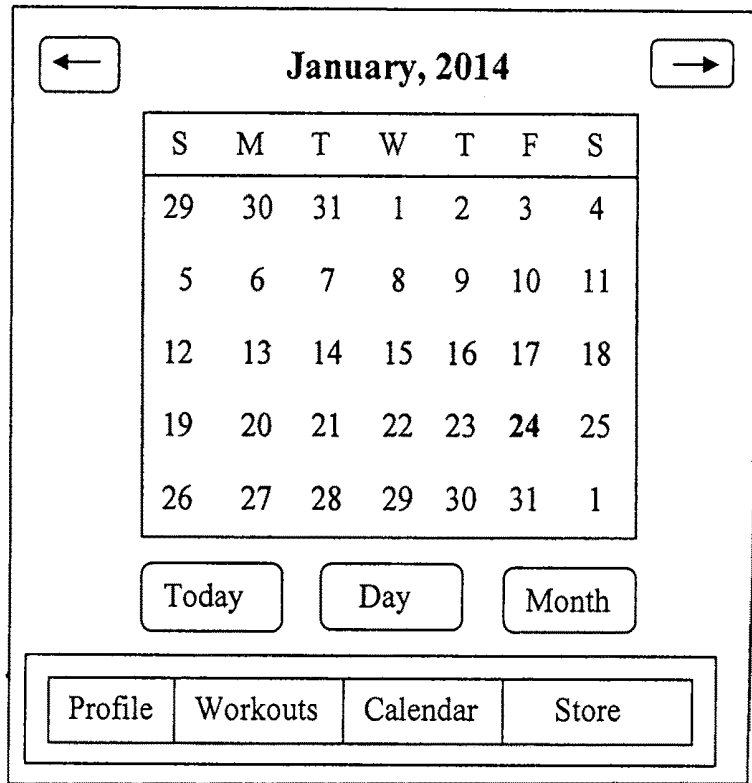 January, 2014
S M T W T F S
29 30 31 1 2 3 4
5 6 7 8 9 10 11
12 13 14 15 16 17 18
19 20 21 22 23 24 25
26 27 28 29 30 31 1
Today Day Month
Profile Workouts Calendar Store